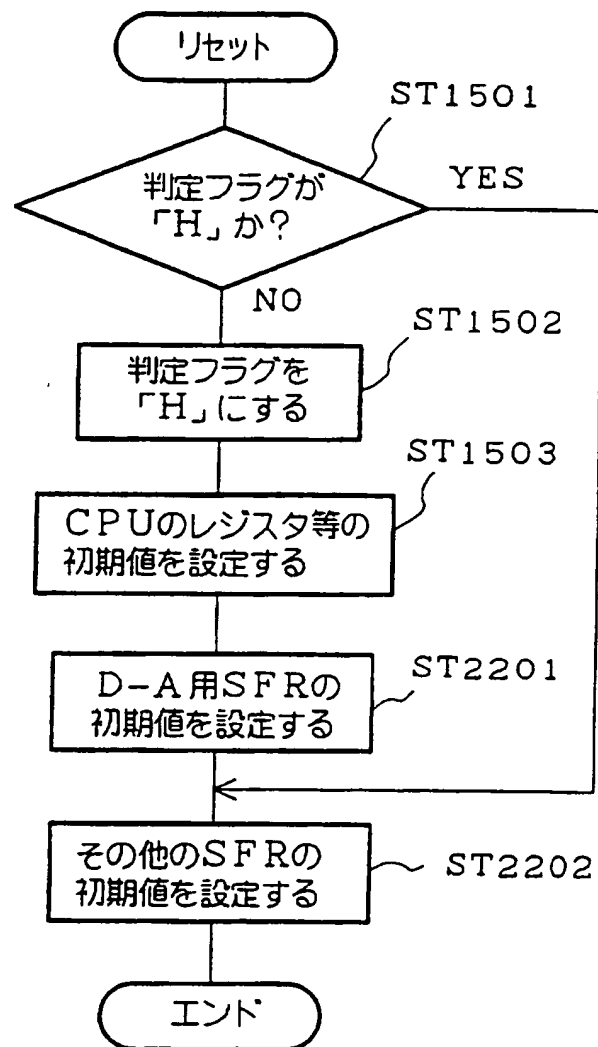 リセット
ST1501
判定フラグが
「H」か?
YES
NO
ST1502
判定フラグを
「H」にする
ST1503
CPUのレジスタ等の
初期値を設定する
ST2201
D-A用SFRの
初期値を設定する
その他のSFRの
初期値を設定する
ST2202
エンド